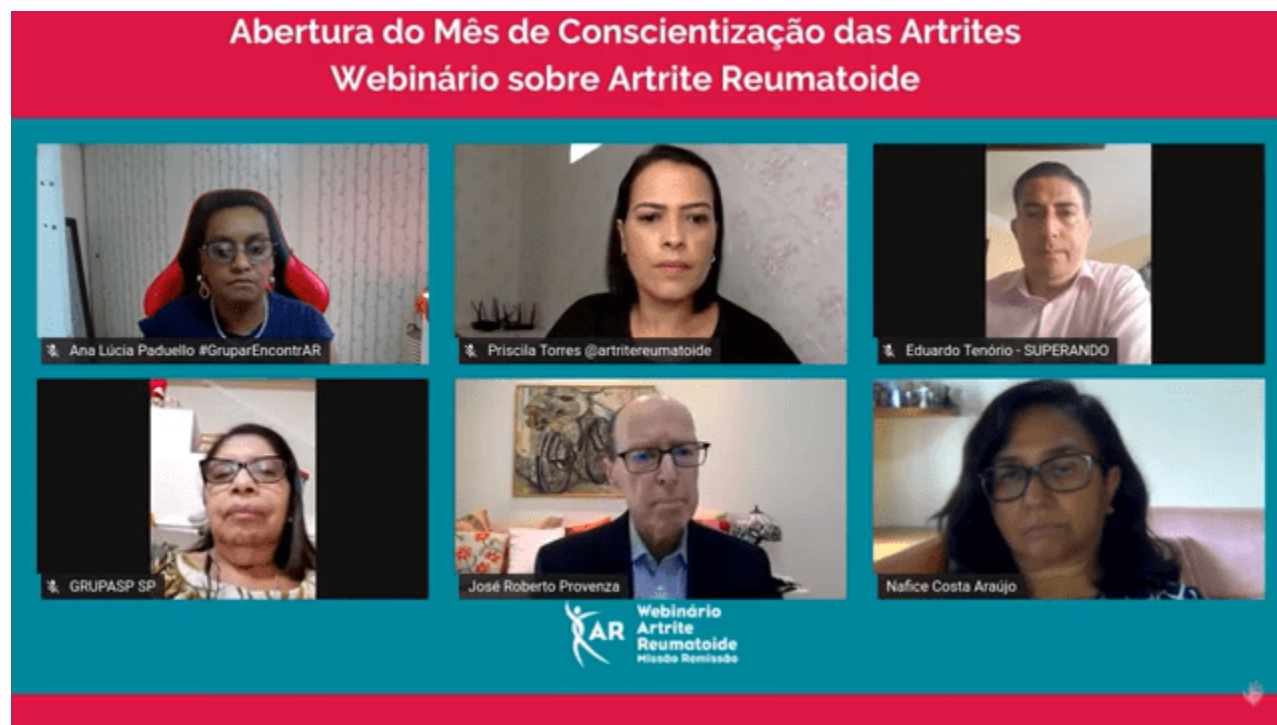 Abertura do Mês de Conscientização das Artrites
Webinário sobre Artrite Reumatoide
Ana Lúcia Paduello #GruparEncontrAR
Priscila Torres @artritereumatoide
Eduardo Tenório - SUPERANDO
GRUPASP SP
José Roberto Provenza
Nafice Costa Araújo
AR
Webinário
Artrite
Reumatoide
Missão Remissão